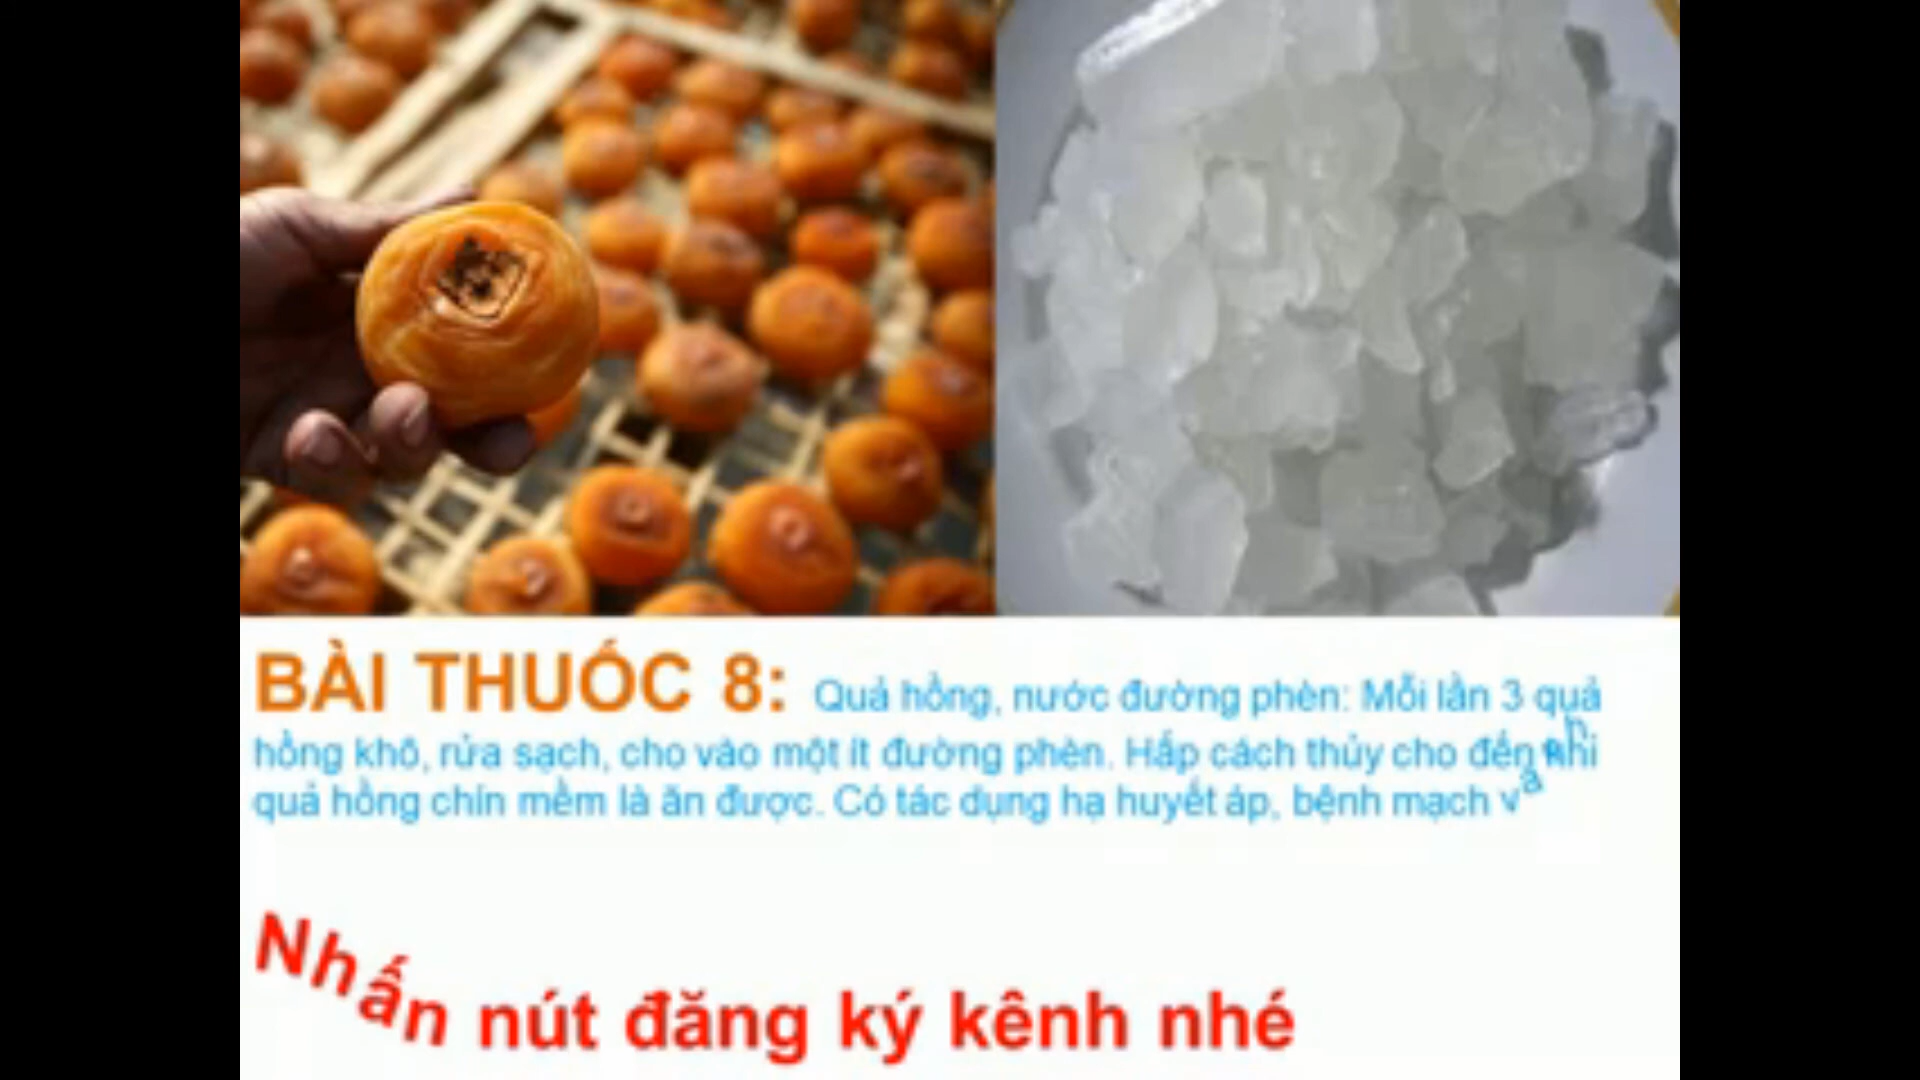 BÀI THUỐC 8: Quả hồng, nước đường phèn: Mỗi lần 3 quả
hồng khô, rửa sạch, cho vào một ít đường phèn. Hấp cách thủy cho đến khi
quả hồng chín mềm là ăn được. Có tác dụng hạ huyết áp, bệnh mạch vành
Nhấn nút đăng ký kênh nhé